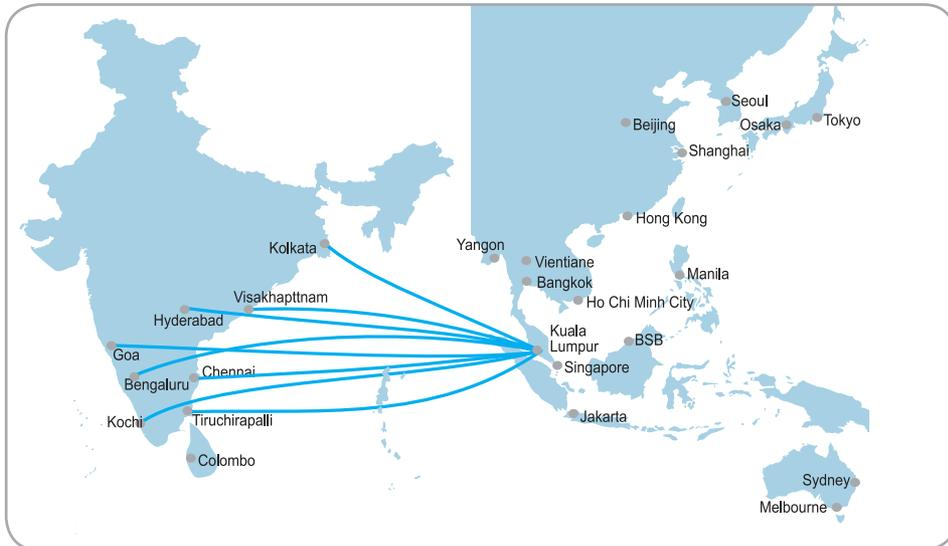 Seoul
Beijing
Osaka
Tokyo
Shanghai
Hong Kong
Kolkata
Yangon
Vientiane
Manila
Bangkok
Visakhapttnam
Ho Chi Minh City
Hyderabad
Kuala
Lumpur
BSB
Goa
Singapore
Chennai
Bengaluru
Jakarta
Kochi
Tiruchirapalli
Colombo
Sydney
Melbourne